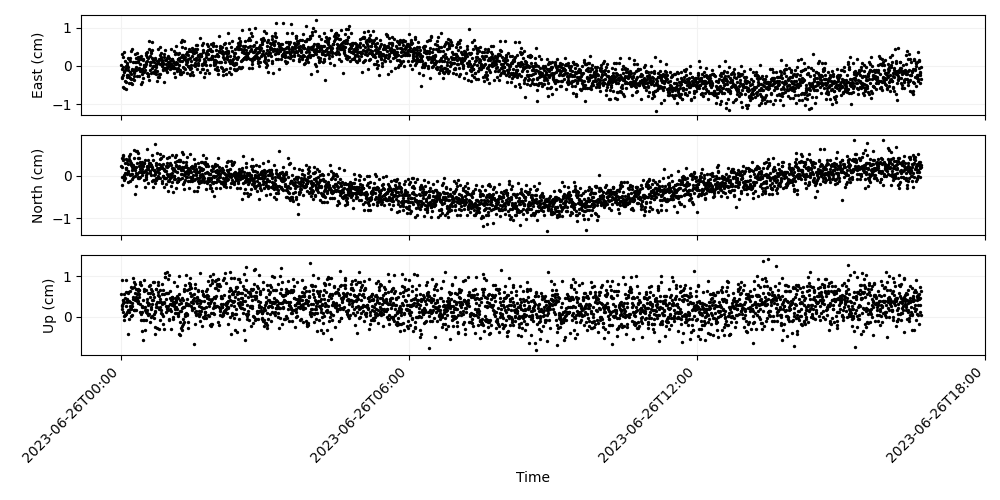 East (cm)
1
0
−1
North (cm)
0
−1
Up (cm)
1
0
2023-06-26T00:00
2023-06-26T06:00
2023-06-26T12:00
2023-06-26T18:00
Time